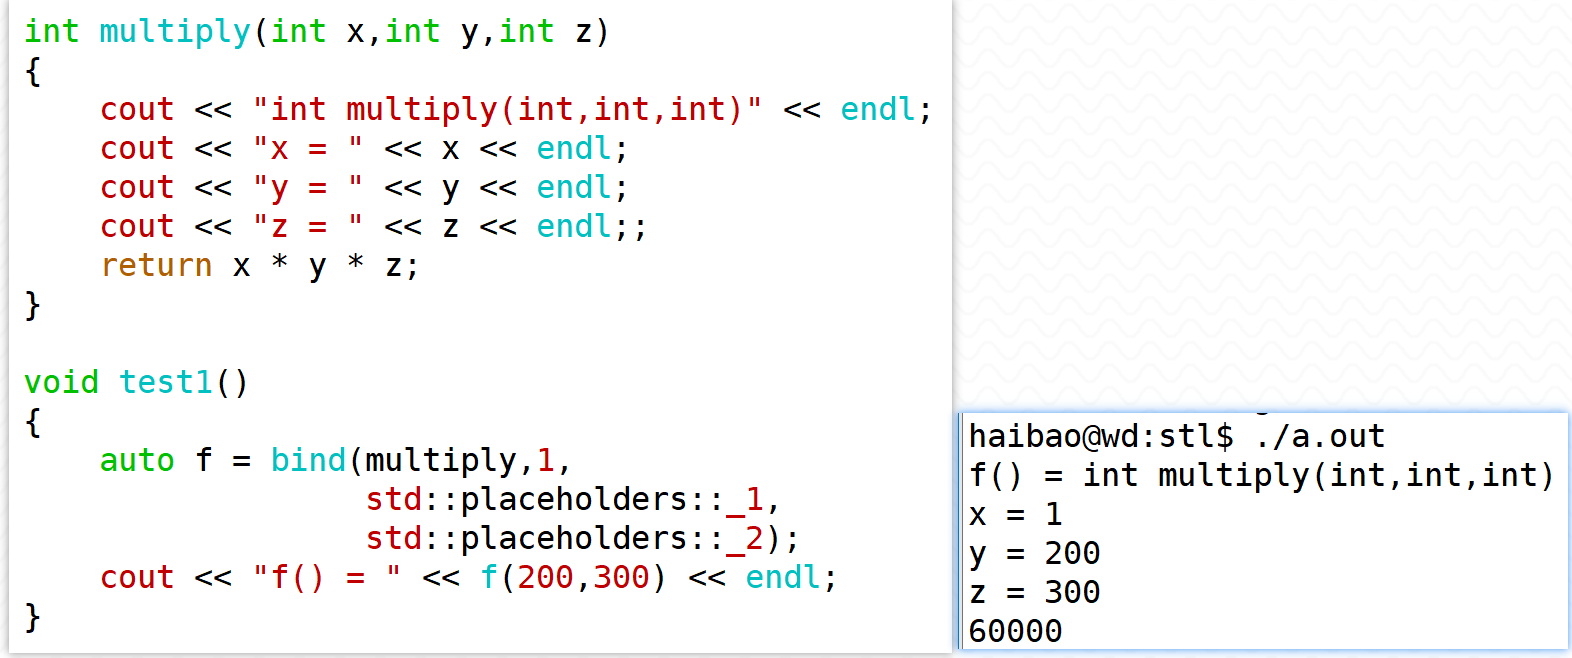 int multiply(int x,int y,int z)
{
    cout << "int multiply(int,int,int)" << endl;
    cout << "x = " << x << endl;
    cout << "y = " << y << endl;
    cout << "z = " << z << endl;;
    return x * y * z;
}
void test1()
{
    auto f = bind(multiply,1,
                  std::placeholders::_1,
                  std::placeholders::_2);
    cout << "f() = " << f(200,300) << endl;
}
haibao@wd:stl$ ./a.out
f() = int multiply(int,int,int)
x = 1
y = 200
z = 300
60000